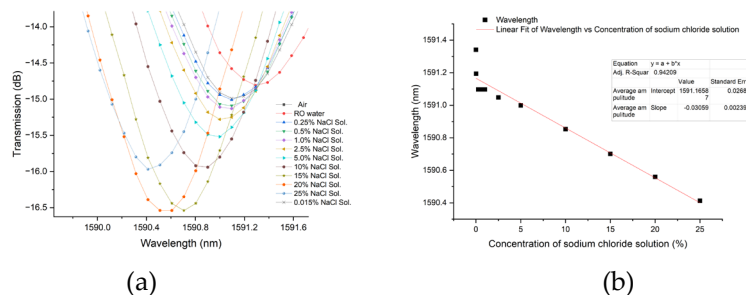 -14.0
-14.5
-15.0
-15.5
-16.0
-16.5
Transmission (dB)
1590.0
1590.4
1590.8
1591.2
1591.6
Wavelength (nm)
Air
RO water
0.25% NaCl Sol.
0.5% NaCl Sol.
1.0% NaCl Sol.
2.5% NaCl Sol.
5.0% NaCl Sol.
10% NaCl Sol.
15% NaCl Sol.
20% NaCl Sol.
25% NaCl Sol.
0.015% NaCl Sol.
(a)
Wavelength
Linear Fit of Wavelength vs Concentration of sodium chloride solution
Equation y = a + b*x
Adj. R-Squar 0.94209
Value Standard Err
Average am
pulitude
Intercept 1591.1658
7
0.0268
Average am
pulitude
Slope -0.03059 0.00239
1591.4
1591.2
1591.0
1590.8
1590.6
1590.4
Wavelength (nm)
0
5
10
15
20
25
Concentration of sodium chloride solution (%)
(b)